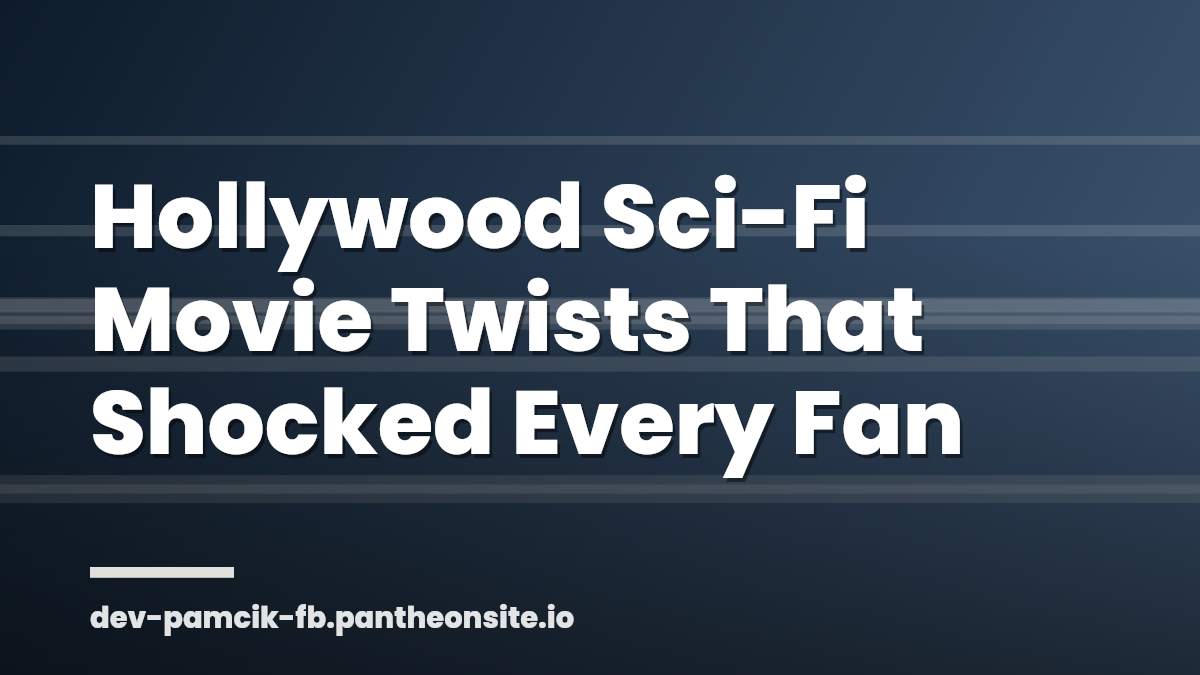 Hollywood Sci-Fi
Movie Twists That
Shocked Every Fan
dev-pamcik-fb.pantheonsite.io